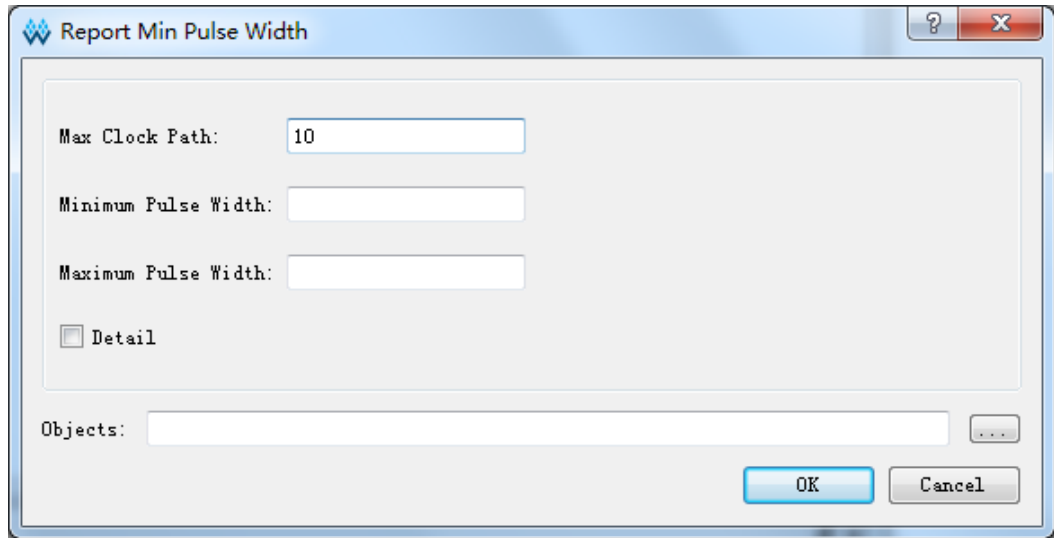 Report Min Pulse Width
?
Max Clock Path: 10
Minimum Pulse Width:
Maximum Pulse Width:
Detail
Objects:
...
OK Cancel